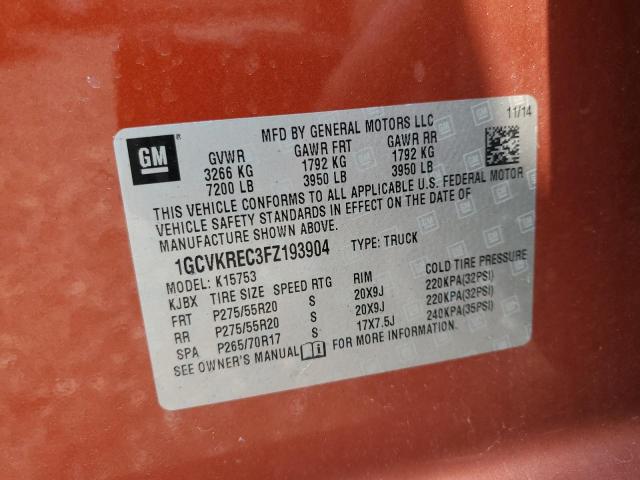 GM
MFD BY GENERAL MOTORS LLC 11/14
GVWR GAWR FRT GAWR RR
3266 KG 1792 KG 1792 KG
7200 LB 3950 LB 3950 LB
THIS VEHICLE CONFORMS TO ALL APPLICABLE U.S. FEDERAL MOTOR
VEHICLE SAFETY STANDARDS IN EFFECT ON THE DATE OF
MANUFACTURE SHOWN ABOVE.
1GCVKREC3FZ193904 TYPE: TRUCK
MODEL: K15753
KJBX TIRE SIZE SPEED RTG RIM COLD TIRE PRESSURE
FRT P275/55R20 S 20X9J 220KPA(32PSI)
RR P275/55R20 S 20X9J 220KPA(32PSI)
SPA P265/70R17 S 17X7.5J 240KPA(35PSI)
SEE OWNER'S MANUAL FOR MORE INFORMATION.